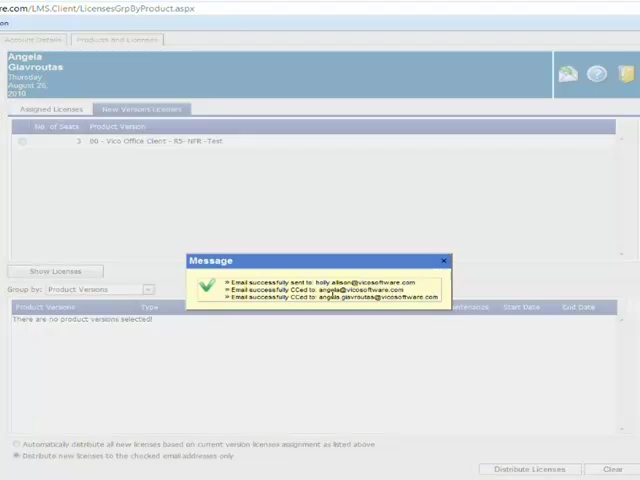 re.com/LMS.Client/LicensesGrpByProduct.aspx
on
Account Details
Products and Licenses
Angela
Giavroutas
Thursday
August 26,
2010
Assigned Licenses
New Versions Licenses
No. of Seats Product Version
3 00 - Vico Office Client - R5- NFR -Test
Show Licenses
Message
» Email successfully sent to: holly.allison@vicosoftware.com
» Email successfully CCed to: angela@vicosoftware.com
» Email successfully CCed to: angela.giavroutas@vicosoftware.com
Group by: Product Versions
Product Versions Type Start Date End Date
There are no product versions selected!
Automatically distribute all new licenses based on current version licenses assignment as listed above
Distribute new licenses to the checked email addresses only
Distribute Licenses
Clear